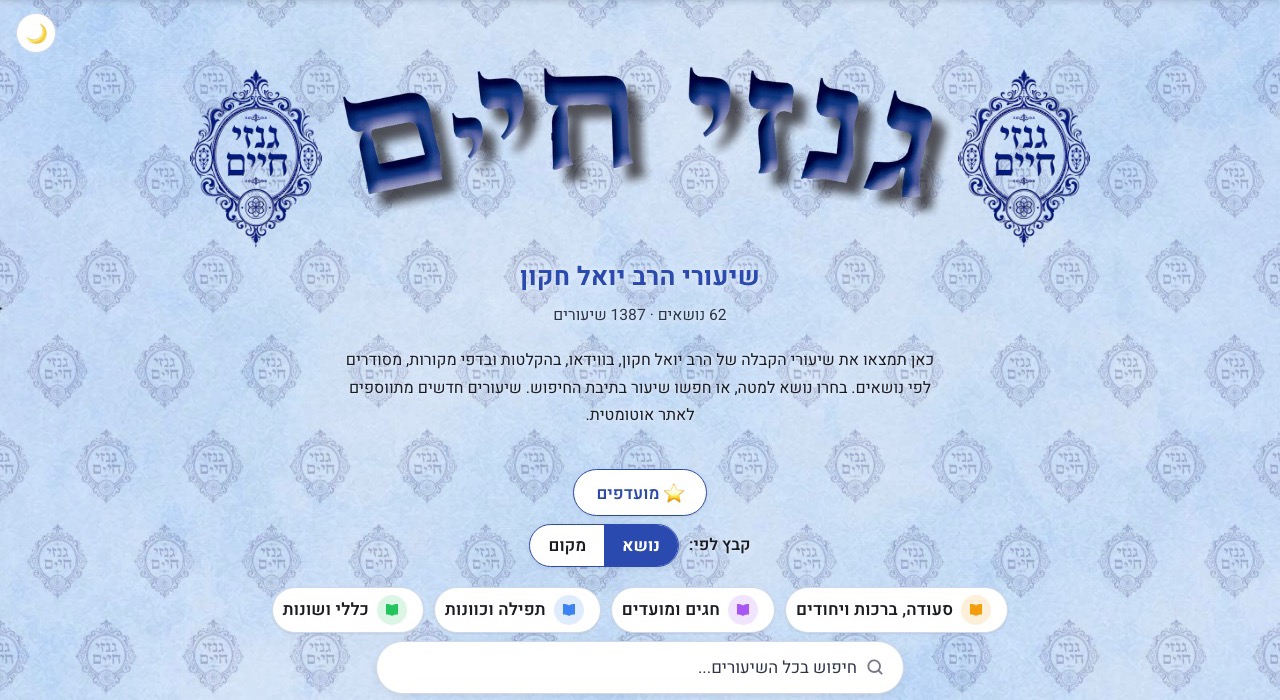 גנזי חיים
גנזי
חיים
גנזי
חיים
שיעורי הרב יואל חקון
62 נושאים · 1387 שיעורים
כאן תמצאו את שיעורי הקבלה של הרב יואל חקון, בווידאו, בהקלטות ובדפי מקורות, מסודרים
לפי נושאים. בחרו נושא למטה, או חפשו שיעור בתיבת החיפוש. שיעורים חדשים מתווספים
לאתר אוטומטית.
מועדפים
קבץ לפי: נושא מקום
סעודה, ברכות ויחודים חגים ומועדים תפילה וכוונות כללי ושונות
חיפוש בכל השיעורים...